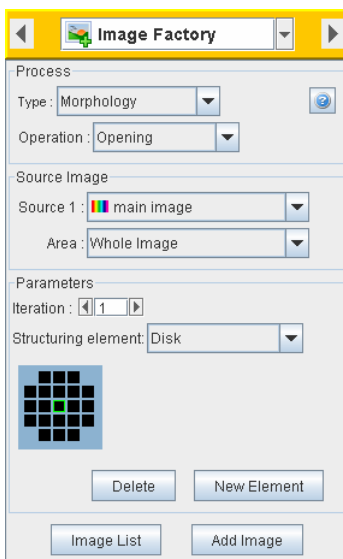 Image Factory
Process
Type : Morphology
Operation : Opening
Source Image
Source 1 : main image
Area : Whole Image
Parameters
Iteration : 1
Structuring element: Disk
Delete New Element
Image List Add Image